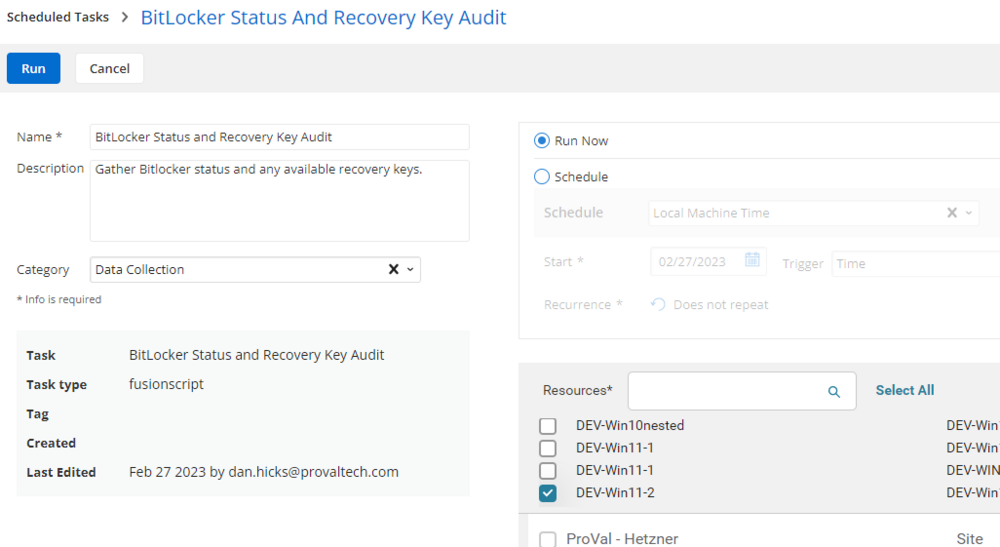 Scheduled Tasks > BitLocker Status And Recovery Key Audit
Run Cancel
Name * BitLocker Status and Recovery Key Audit
Description Gather Bitlocker status and any available recovery keys.
Category Data Collection
* Info is required
Task BitLocker Status and Recovery Key Audit
Task type fusionscript
Tag
Created
Last Edited Feb 27 2023 by dan.hicks@provaltech.com
Run Now
Schedule
Schedule Local Machine Time
Start * 02/27/2023 Trigger Time
Recurrence * Does not repeat
Resources* Select All
DEV-Win10nested DEV-Win1
DEV-Win11-1 DEV-Win1
DEV-Win11-1 DEV-WIN
DEV-Win11-2 DEV-Win1
ProVal - Hetzner Site